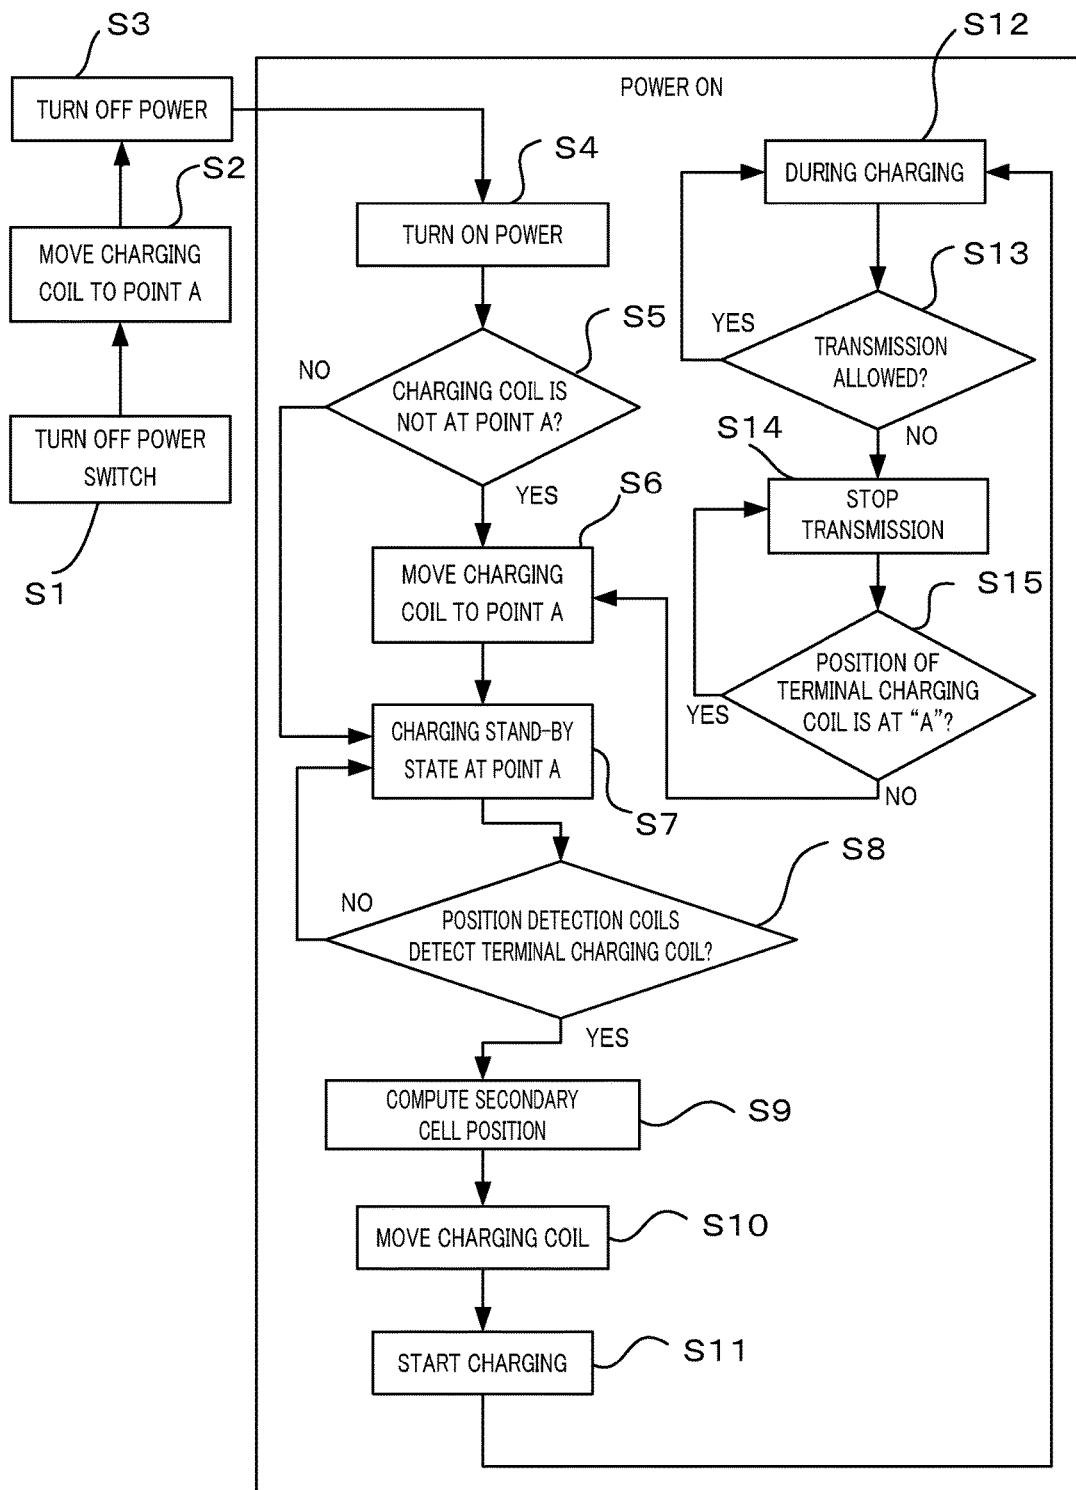 S3
TURN OFF POWER
S2
MOVE CHARGING
COIL TO POINT A
TURN OFF POWER
SWITCH
S1
POWER ON
S4
TURN ON POWER
S5
CHARGING COIL IS
NOT AT POINT A?
NO
YES
S6
MOVE CHARGING
COIL TO POINT A
CHARGING STAND-BY
STATE AT POINT A
S7
S8
POSITION DETECTION COILS
DETECT TERMINAL CHARGING COIL?
NO
YES
COMPUTE SECONDARY
CELL POSITION
S9
MOVE CHARGING COIL
S10
START CHARGING
S11
S12
DURING CHARGING
S13
YES
TRANSMISSION
ALLOWED?
NO
S14
STOP
TRANSMISSION
S15
POSITION OF
TERMINAL CHARGING
COIL IS AT “A”?
YES
NO